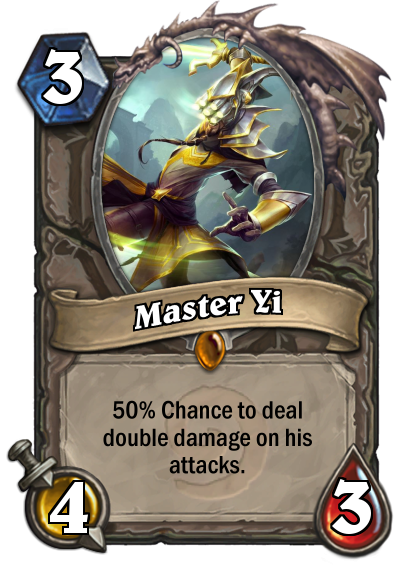 3
Master Yi
50% Chance to deal
double damage on his
attacks.
4
3